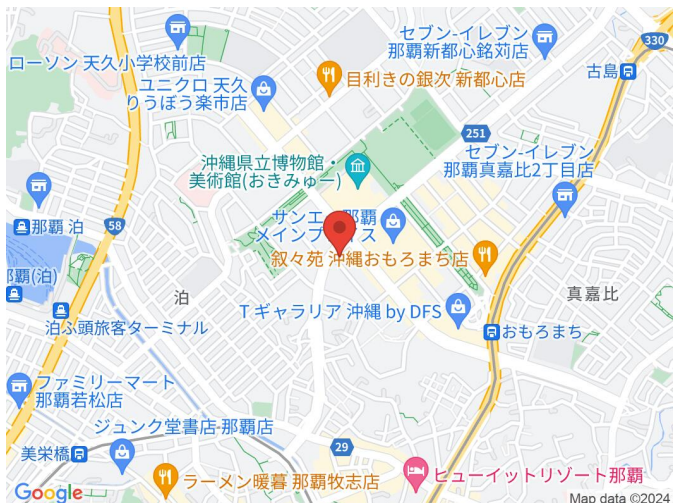 セブン-イレブン
那覇新都心銘苅店
330
ローソン 天久小学校前店
ユニクロ 天久
りうぼう楽市店
目利きの銀次 新都心店
古島
251
沖縄県立博物館・
美術館(おきみゅー)
セブン-イレブン
那覇真嘉比2丁目店
那覇 泊
58
サンエー那覇
メインプレイス
叙々苑 沖縄おもろまち店
那覇(泊)
泊
真嘉比
T ギャラリア 沖縄 by DFS
泊ふ頭旅客ターミナル
おもろまち
ファミリーマート
那覇若松店
ジュンク堂書店 那覇店
29
美栄橋
ラーメン暖暮 那覇牧志店
ヒューイットリゾート那覇
Google
Map data ©2024